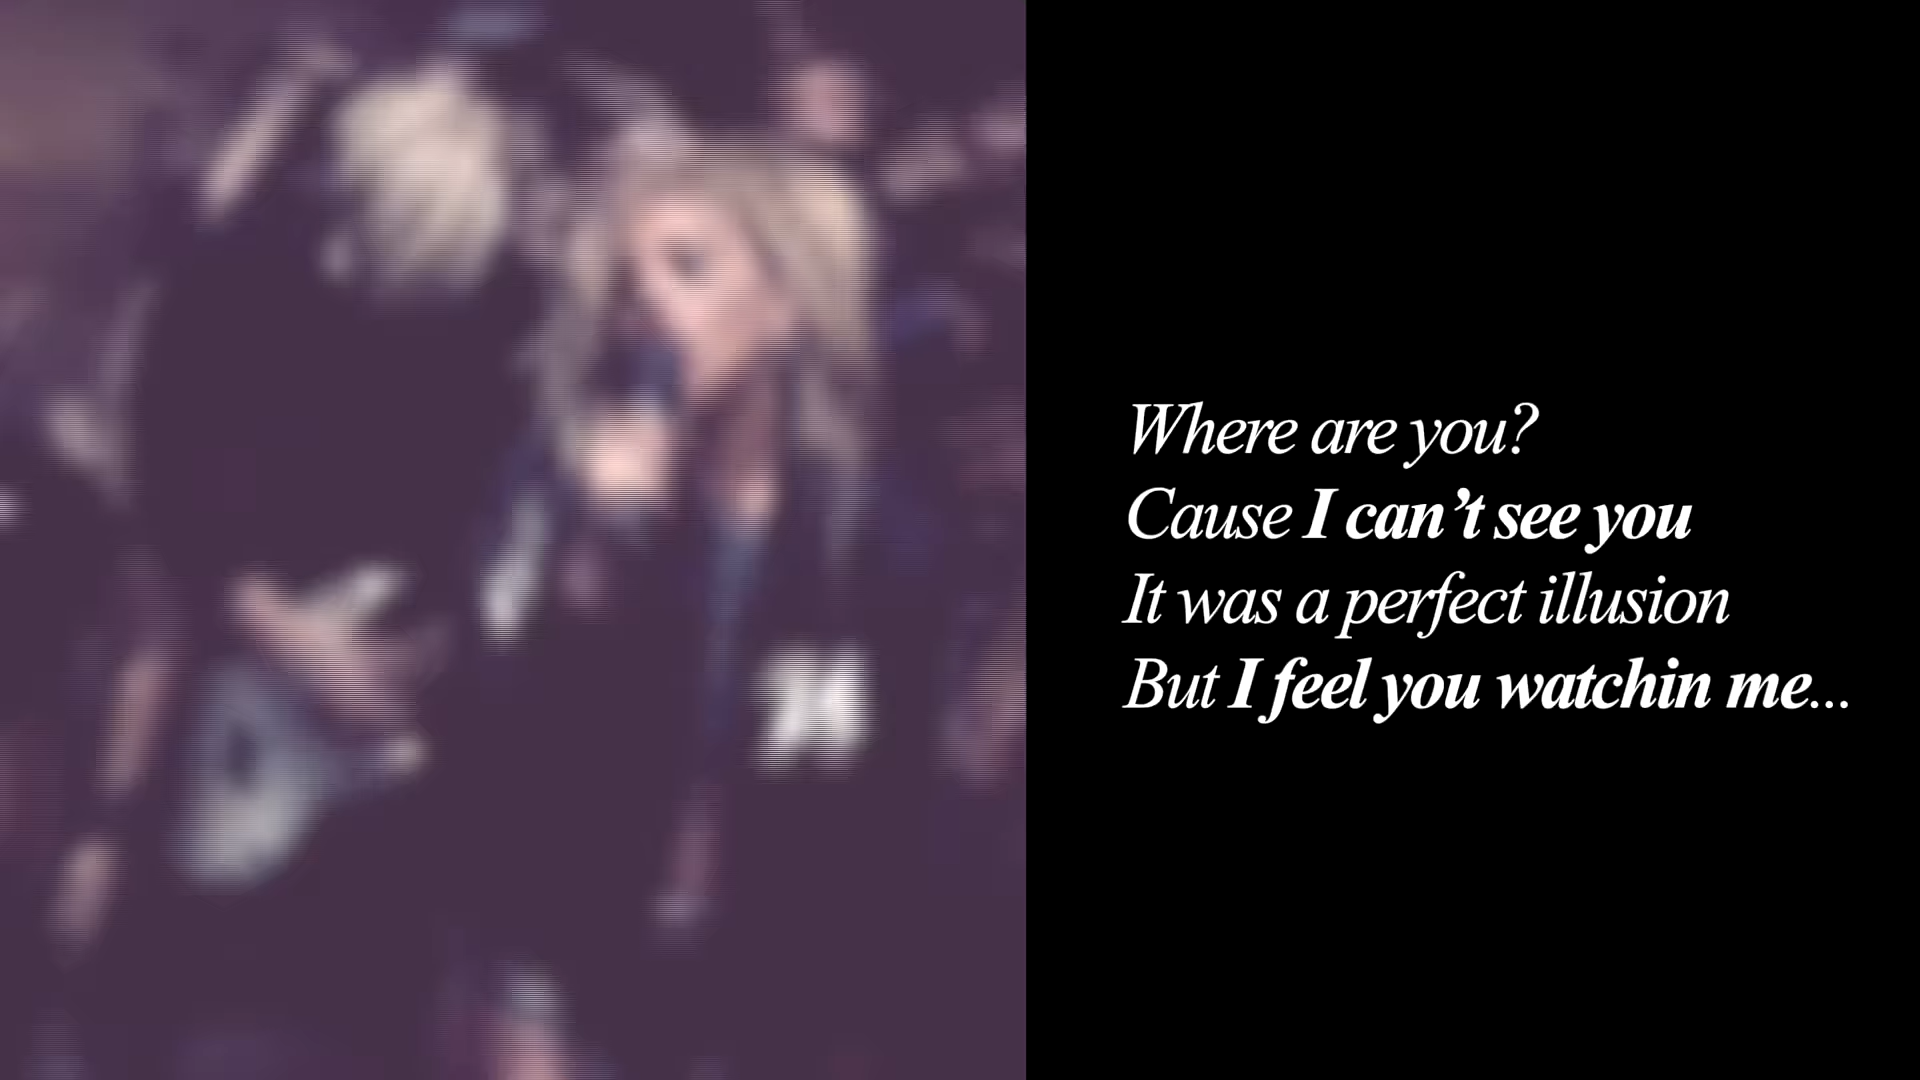 Where are you?
Cause I can’t see you
It was a perfect illusion
But I feel you watchin me...